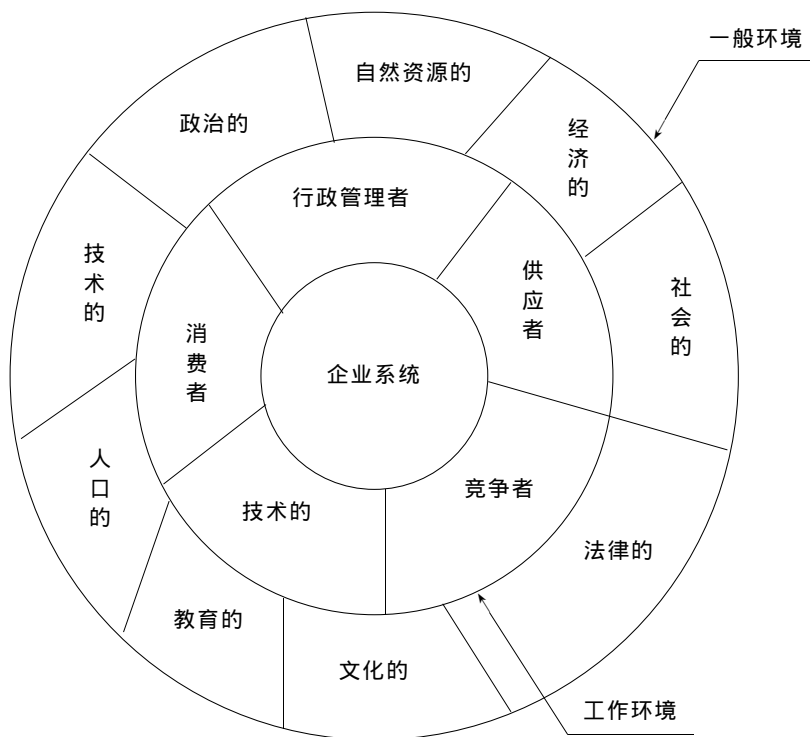 一般环境
自然资源的
政治的
经济的
行政管理者
技术的
供应者
社会的
消费者
企业系统
人口的
竞争者
技术的
法律的
教育的
文化的
工作环境